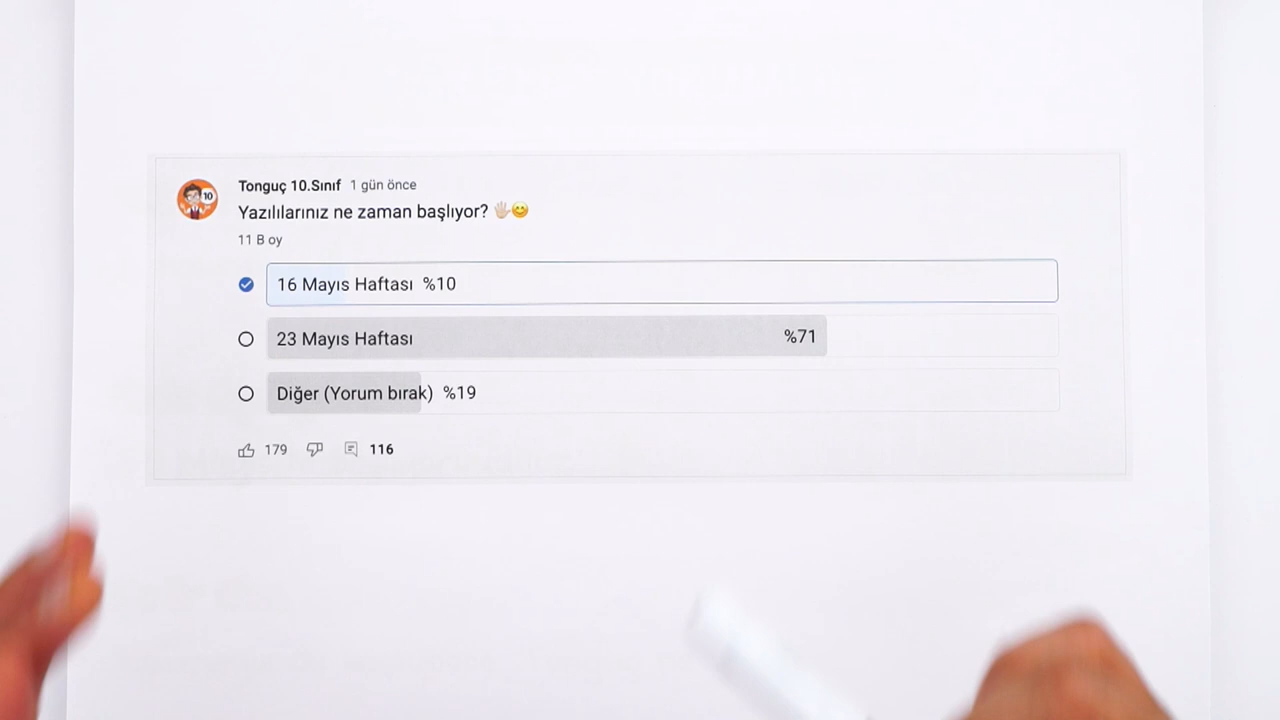 10
Tonguç 10.Sınıf 1 gün önce
Yazılılarınız ne zaman başlıyor? 🖐🏻😊
11 B oy
16 Mayıs Haftası %10
23 Mayıs Haftası %71
Diğer (Yorum bırak) %19
179 116